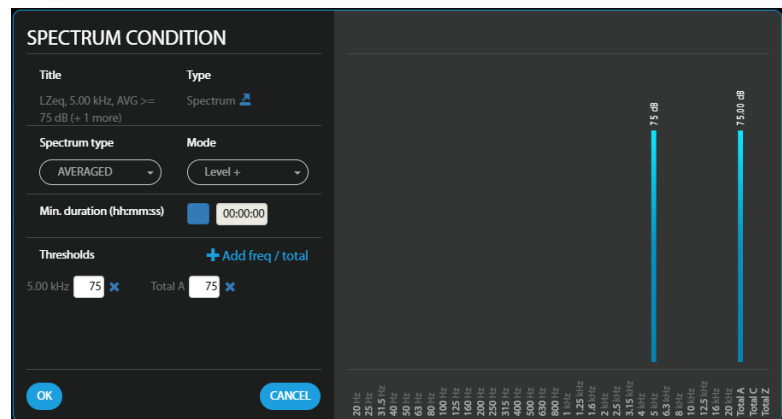 SPECTRUM CONDITION
Title
Type
LZeq, 5.00 kHz, AVG >=
75 dB (+ 1 more)
Spectrum
Spectrum type
Mode
AVERAGED
Level +
Min. duration (hh:mm:ss)
00:00:00
Thresholds
+ Add freq / total
5.00 kHz 75 Total A 75
OK
CANCEL
75 dB
75.00 dB
20 Hz
25 Hz
31.5 Hz
40 Hz
50 Hz
63 Hz
80 Hz
100 Hz
125 Hz
160 Hz
200 Hz
250 Hz
315 Hz
400 Hz
500 Hz
630 Hz
800 Hz
1 kHz
1.25 kHz
1.6 kHz
2 kHz
2.5 kHz
3.15 kHz
4 kHz
5 kHz
6.3 kHz
8 kHz
10 kHz
12.5 kHz
16 kHz
20 kHz
Total A
Total C
Total Z